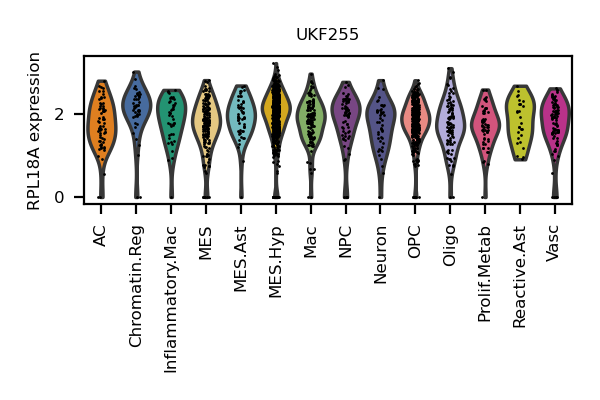 UKF255
RPL18A expression
2
0
AC
Chromatin.Reg
Inflammatory.Mac
MES
MES.Ast
MES.Hyp
Mac
NPC
Neuron
OPC
Oligo
Prolif.Metab
Reactive.Ast
Vasc